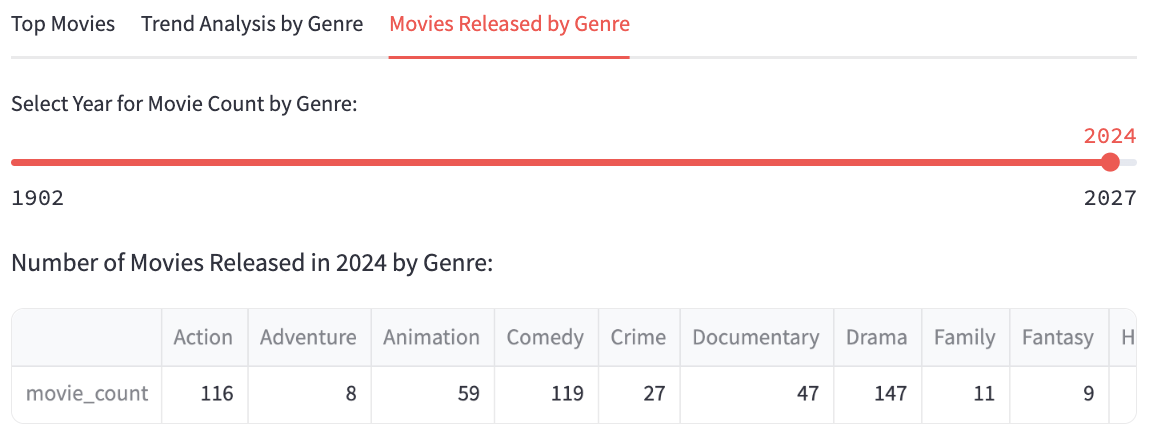 Top Movies Trend Analysis by Genre Movies Released by Genre
Select Year for Movie Count by Genre:
2024
1902 2027
Number of Movies Released in 2024 by Genre:
Action Adventure Animation Comedy Crime Documentary Drama Family Fantasy H
movie_count 116 8 59 119 27 47 147 11 9